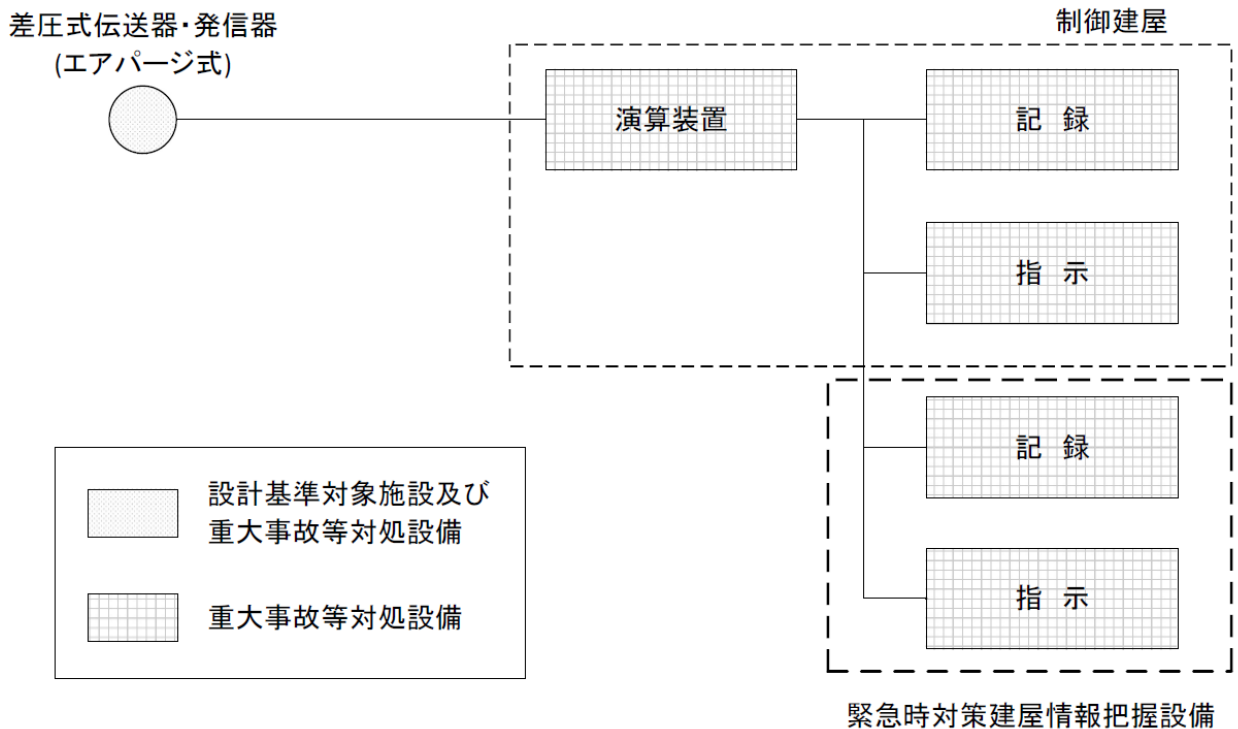 差圧式伝送器・発信器
(エアパージ式)
制御建屋
演算装置
記 録
指 示
記 録
指 示
緊急時対策建屋情報把握設備
設計基準対象施設及び
重大事故等対処設備
重大事故等対処設備